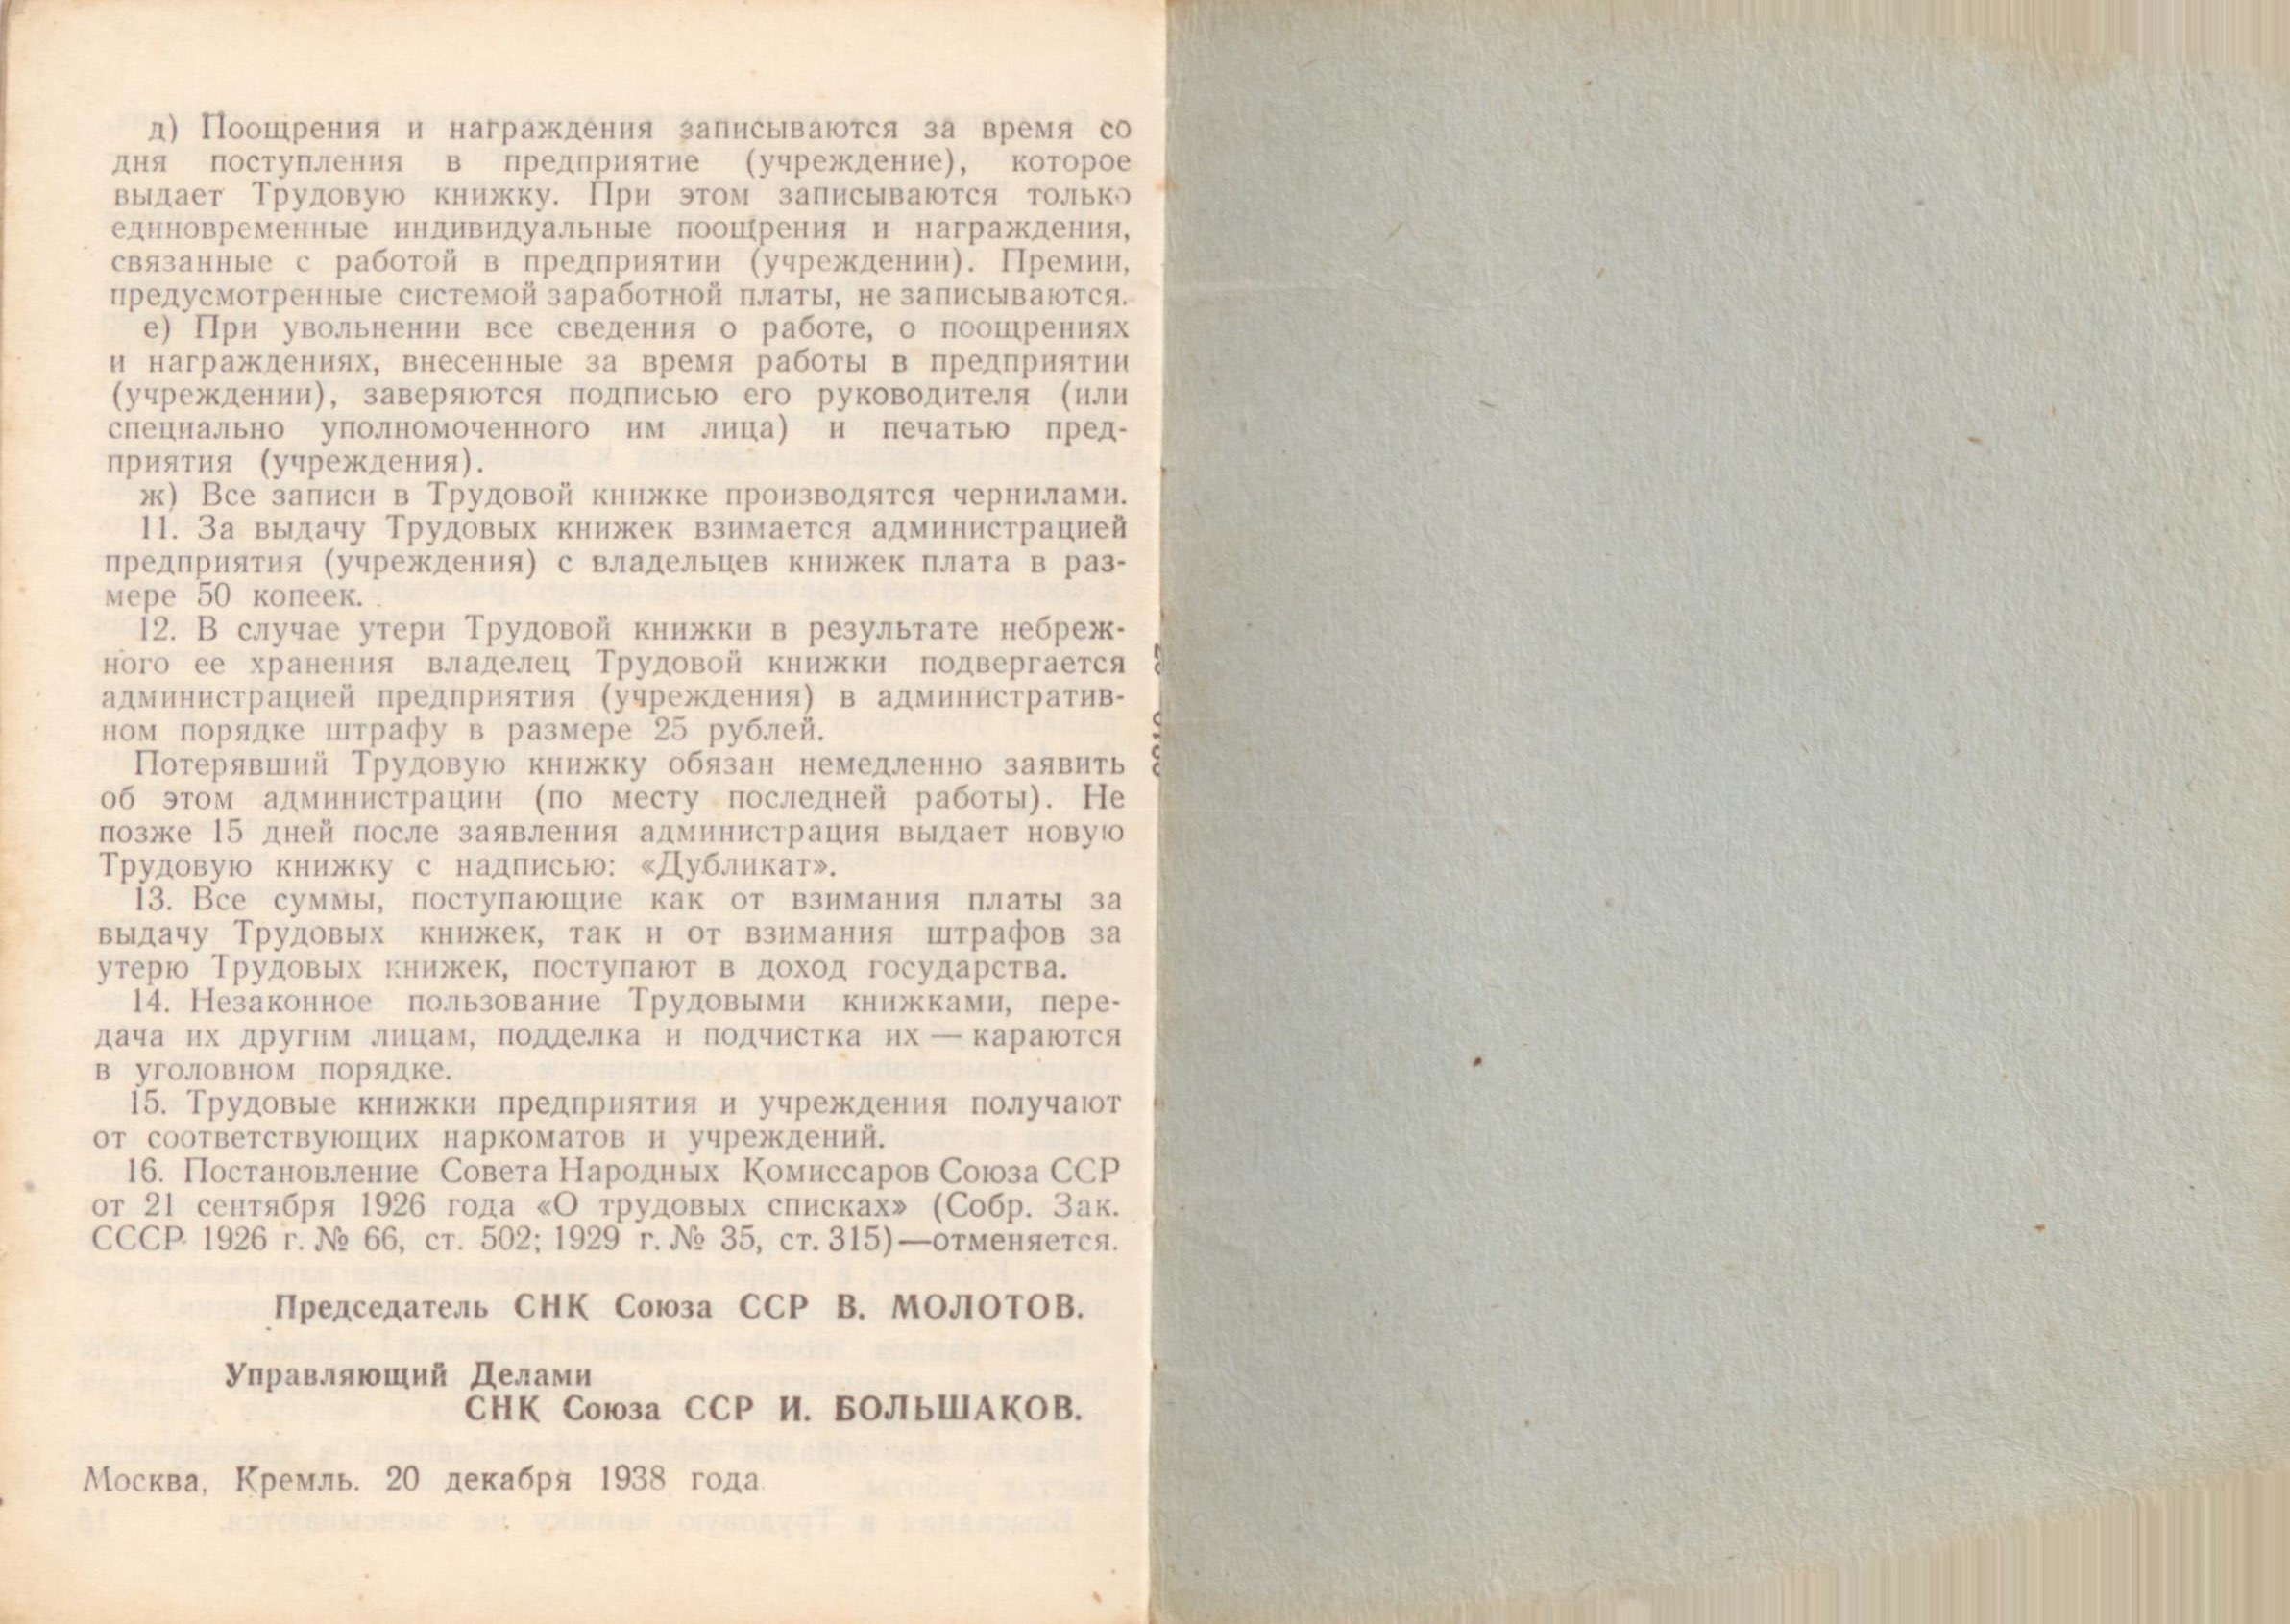 д) Поощрения и награждения записываются за время со
дня поступления в предприятие (учреждение), которое
выдает Трудовую книжку. При этом записываются только
единовременные индивидуальные поощрения и награждения,
связанные с работой в предприятии (учреждении). Премии,
предусмотренные системой заработной платы, не записываются.
е) При увольнении все сведения о работе, о поощрениях
и награждениях, внесенные за время работы в предприятии
(учреждении), заверяются подписью его руководителя (или
специально уполномоченного им лица) и печатью пред-
приятия (учреждения).
ж) Все записи в Трудовой книжке производятся чернилами.
11. За выдачу Трудовых книжек взимается администрацией
предприятия (учреждения) с владельцев книжек плата в раз-
мере 50 копеек.
12. В случае утери Трудовой книжки в результате небреж-
ного ее хранения владелец Трудовой книжки подвергается
администрацией предприятия (учреждения) в административ-
ном порядке штрафу в размере 25 рублей.
Потерявший Трудовую книжку обязан немедленно заявить
об этом администрации (по месту последней работы). Не
позже 15 дней после заявления администрация выдает новую
Трудовую книжку с надписью: «Дубликат».
13. Все суммы, поступающие как от взимания платы за
выдачу Трудовых книжек, так и от взимания штрафов за
утерю Трудовых книжек, поступают в доход государства.
14. Незаконное пользование Трудовыми книжками, пере-
дача их другим лицам, подделка и подчистка их — караются
в уголовном порядке.
15. Трудовые книжки предприятия и учреждения получают
от соответствующих наркоматов и учреждений.
16. Постановление Совета Народных Комиссаров Союза ССР
от 21 сентября 1926 года «О трудовых списках» (Собр. Зак.
СССР 1926 г. № 66, ст. 502; 1929 г. № 35, ст. 315)—отменяется.
Председатель СНК Союза ССР В. МОЛОТОВ.
Управляющий Делами
СНК Союза ССР И. БОЛЬШАКОВ.
Москва, Кремль. 20 декабря 1938 года.